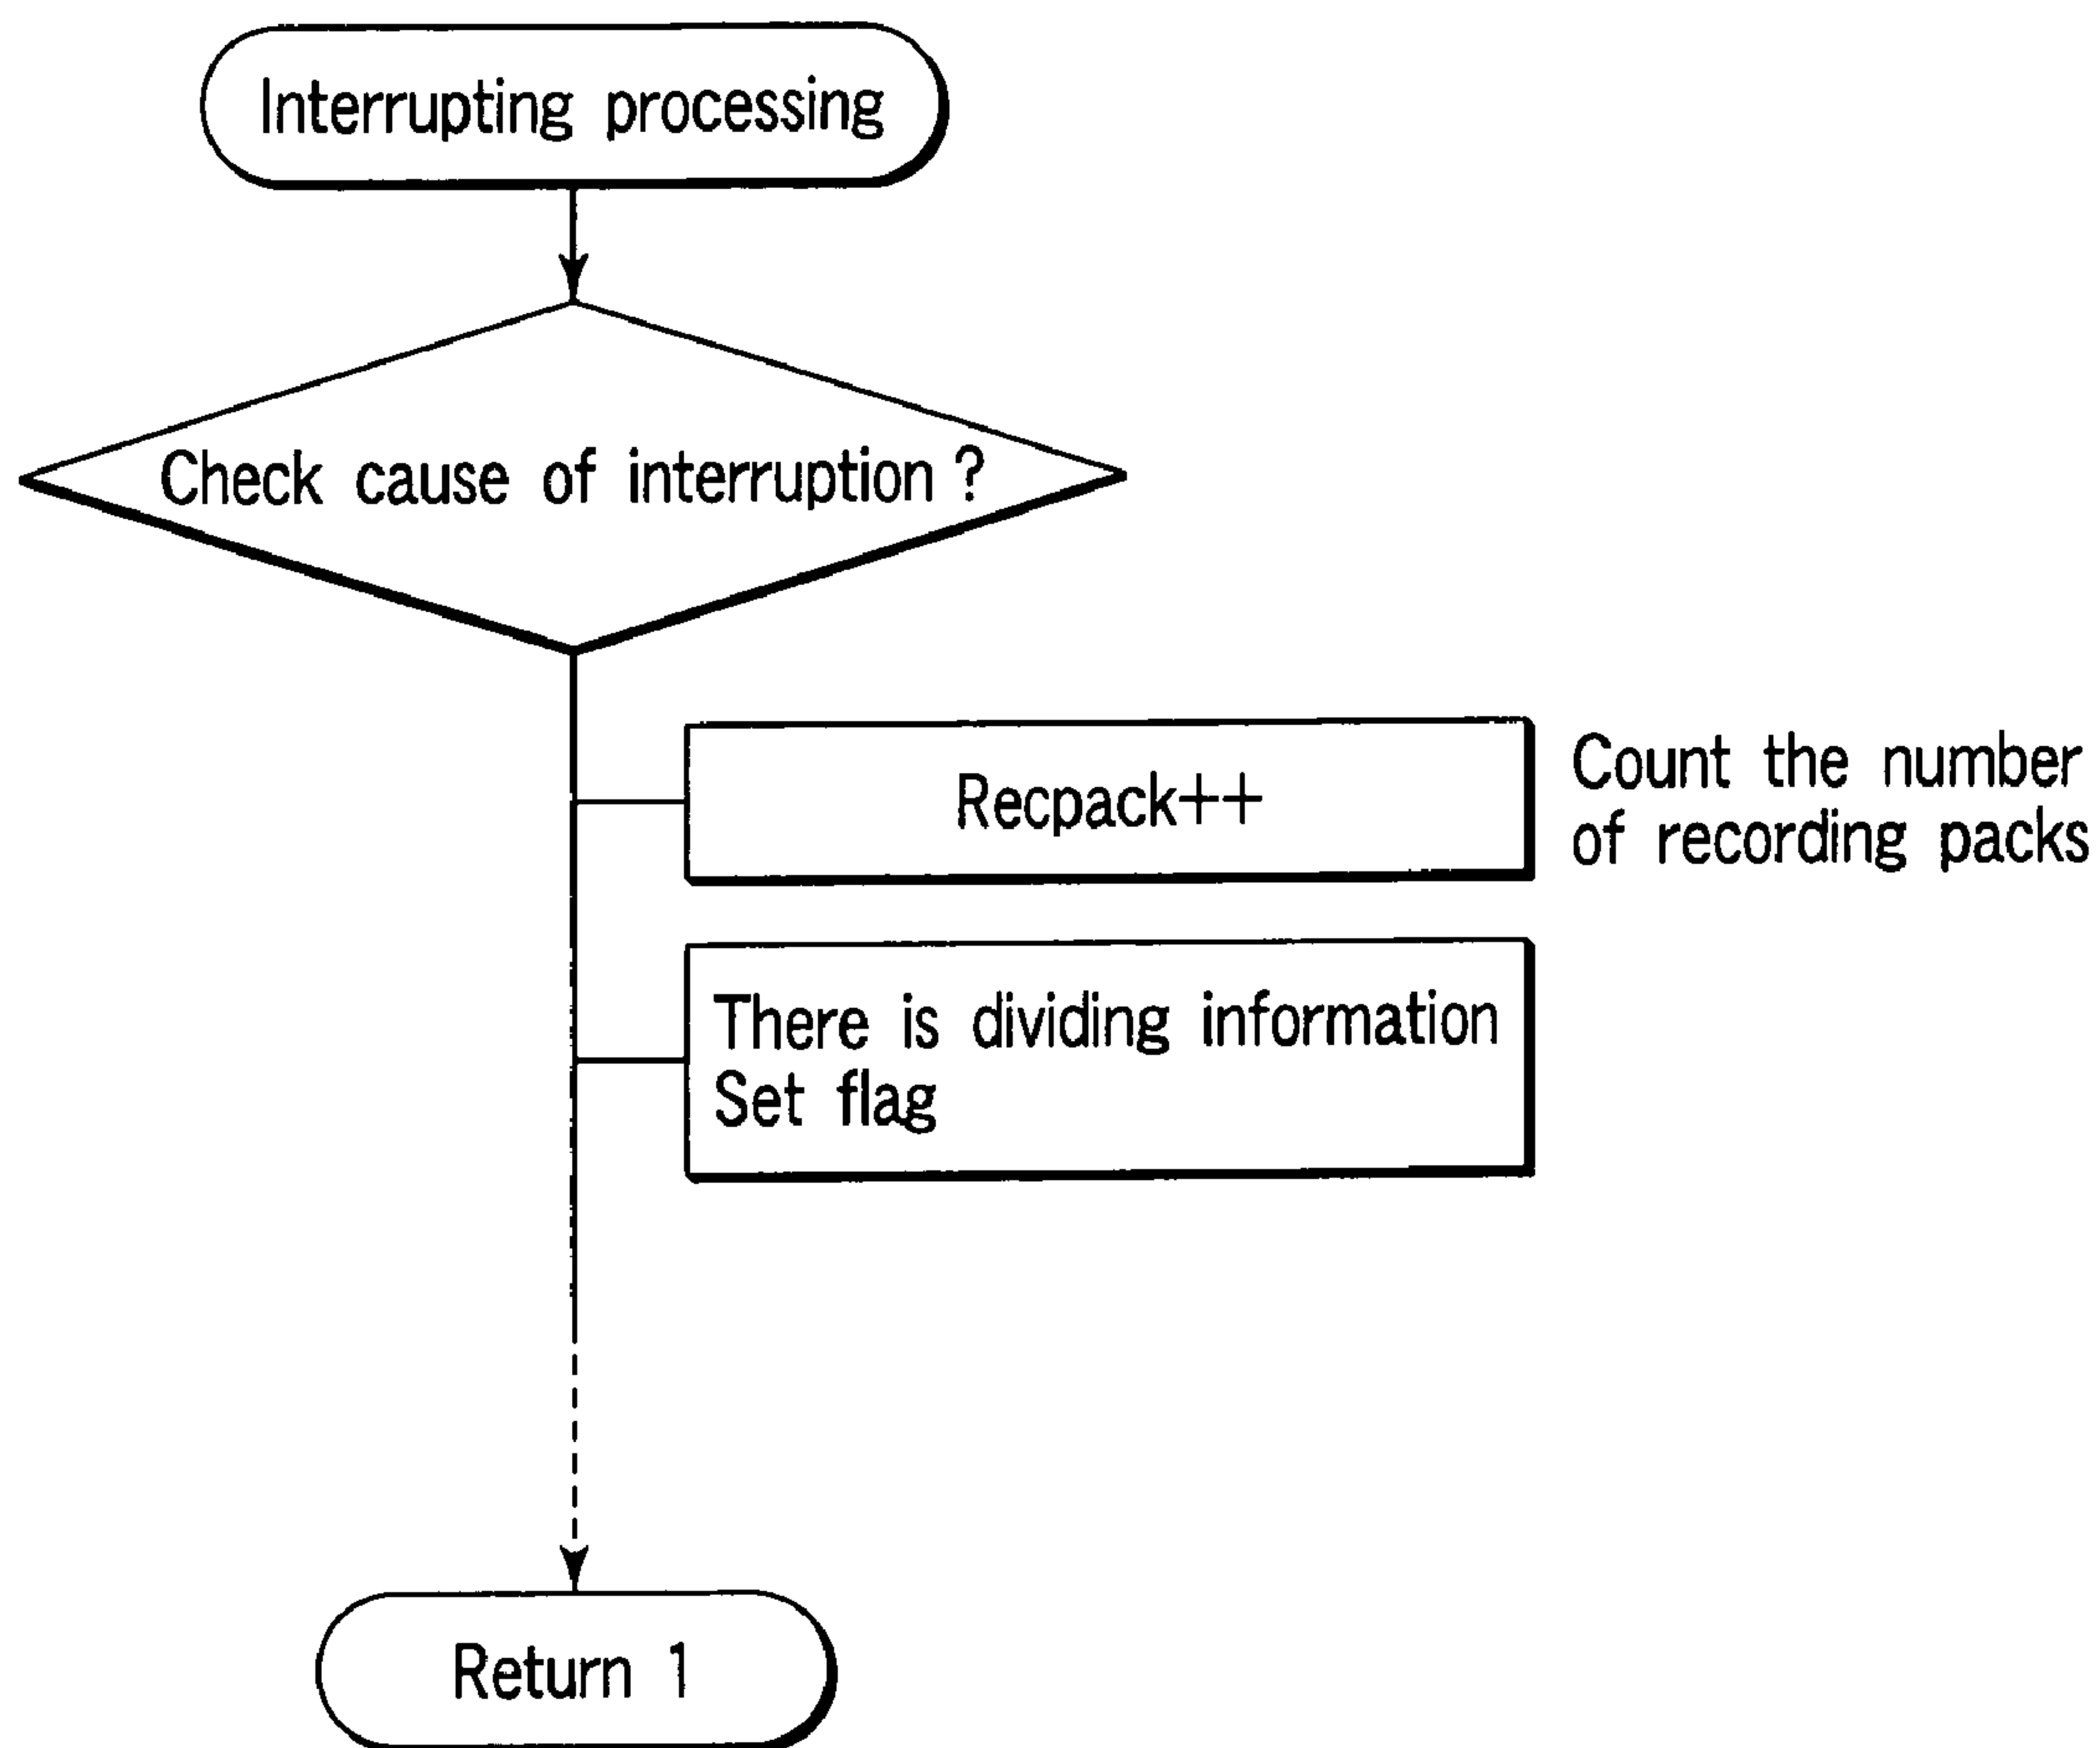 Interrupting processing
Check cause of interruption ?
Recpack++
Count the number
of recording packs
There is dividing information
Set flag
Return 1